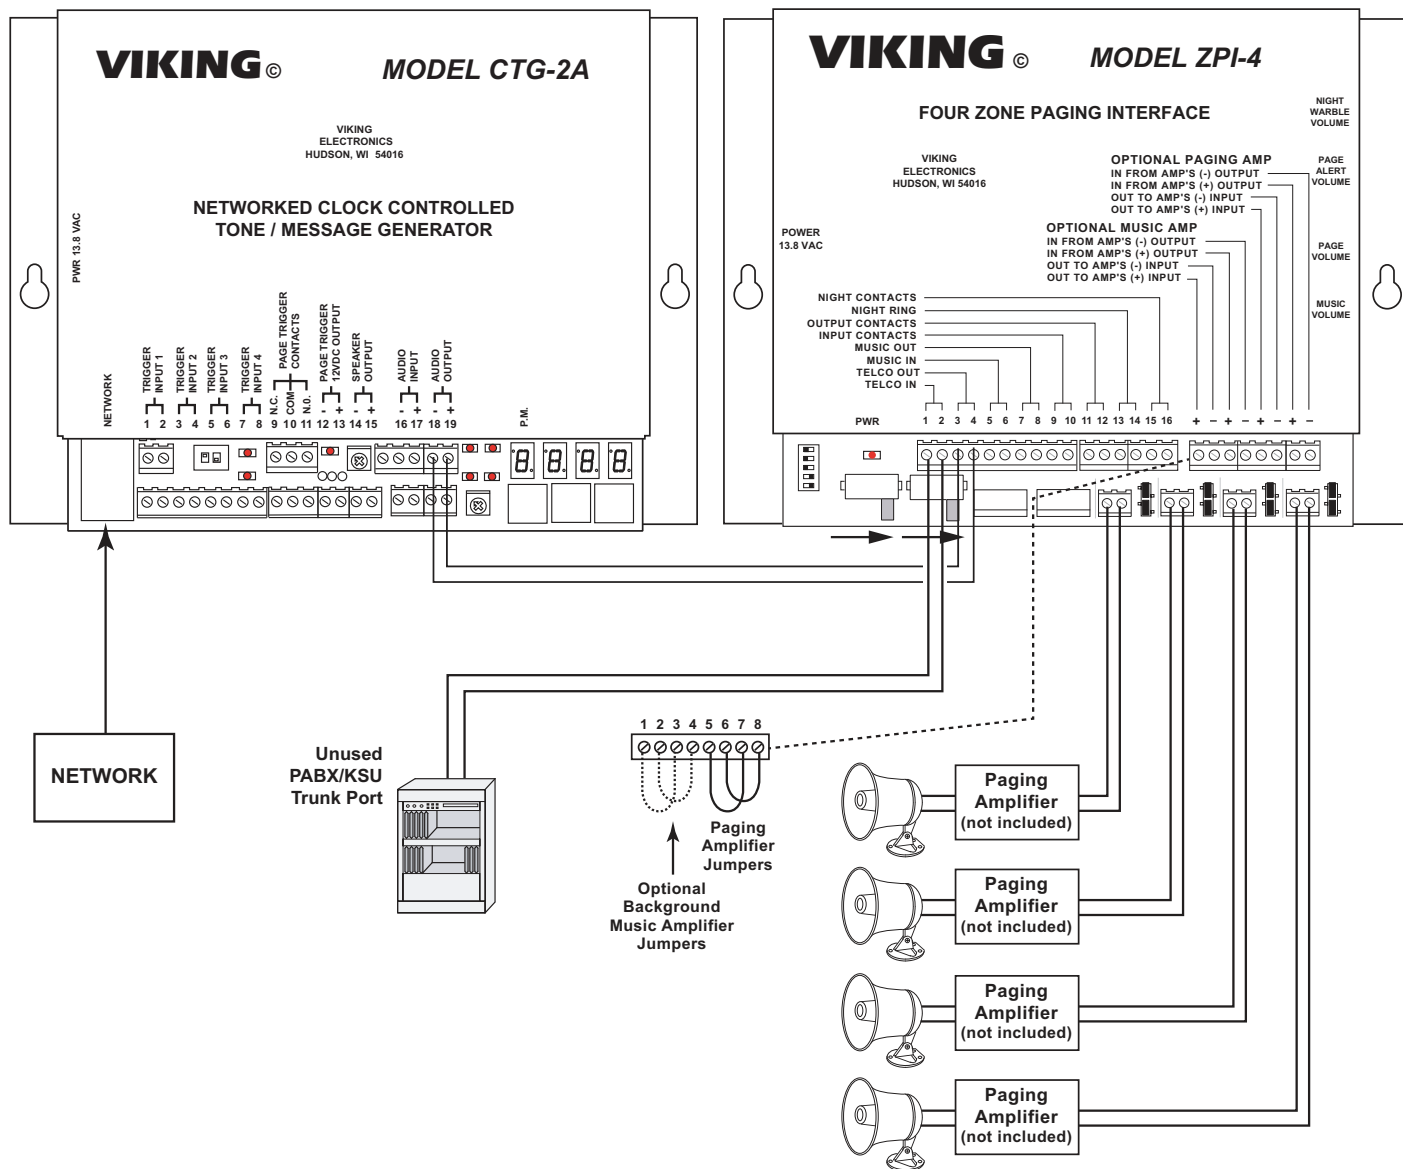 VIKING ©
MODEL CTG-2A
VIKING
ELECTRONICS
HUDSON, WI 54016
NETWORKED CLOCK CONTROLLED
TONE / MESSAGE GENERATOR
PWR 13.8 VAC
NETWORK
TRIGGER
INPUT 1
TRIGGER
INPUT 2
TRIGGER
INPUT 3
TRIGGER
INPUT 4
PAGE TRIGGER
CONTACTS
N.C.
COM
N.0.
PAGE TRIGGER
12VDC OUTPUT
- +
SPEAKER
OUTPUT
- +
AUDIO
INPUT
- +
AUDIO
OUTPUT
- +
P.M.
1 2 3 4 5 6 7 8 9 10 11 12 13 14 15 16 17 18 19
8. 8. 8. 8.
VIKING ©
MODEL ZPI-4
FOUR ZONE PAGING INTERFACE
VIKING
ELECTRONICS
HUDSON, WI 54016
NIGHT
WARBLE
VOLUME
PAGE
ALERT
VOLUME
PAGE
VOLUME
MUSIC
VOLUME
OPTIONAL PAGING AMP
IN FROM AMP'S (-) OUTPUT
IN FROM AMP'S (+) OUTPUT
OUT TO AMP'S (-) INPUT
OUT TO AMP'S (+) INPUT
OPTIONAL MUSIC AMP
IN FROM AMP'S (-) OUTPUT
IN FROM AMP'S (+) OUTPUT
OUT TO AMP'S (-) INPUT
OUT TO AMP'S (+) INPUT
POWER
13.8 VAC
NIGHT CONTACTS
NIGHT RING
OUTPUT CONTACTS
INPUT CONTACTS
MUSIC OUT
MUSIC IN
TELCO OUT
TELCO IN
PWR
1 2 3 4 5 6 7 8 9 10 11 12 13 14 15 16
+ − + − + − + −
NETWORK
Unused
PABX/KSU
Trunk Port
1 2 3 4 5 6 7 8
Paging
Amplifier
Jumpers
Optional
Background
Music Amplifier
Jumpers
Paging
Amplifier
(not included)
Paging
Amplifier
(not included)
Paging
Amplifier
(not included)
Paging
Amplifier
(not included)